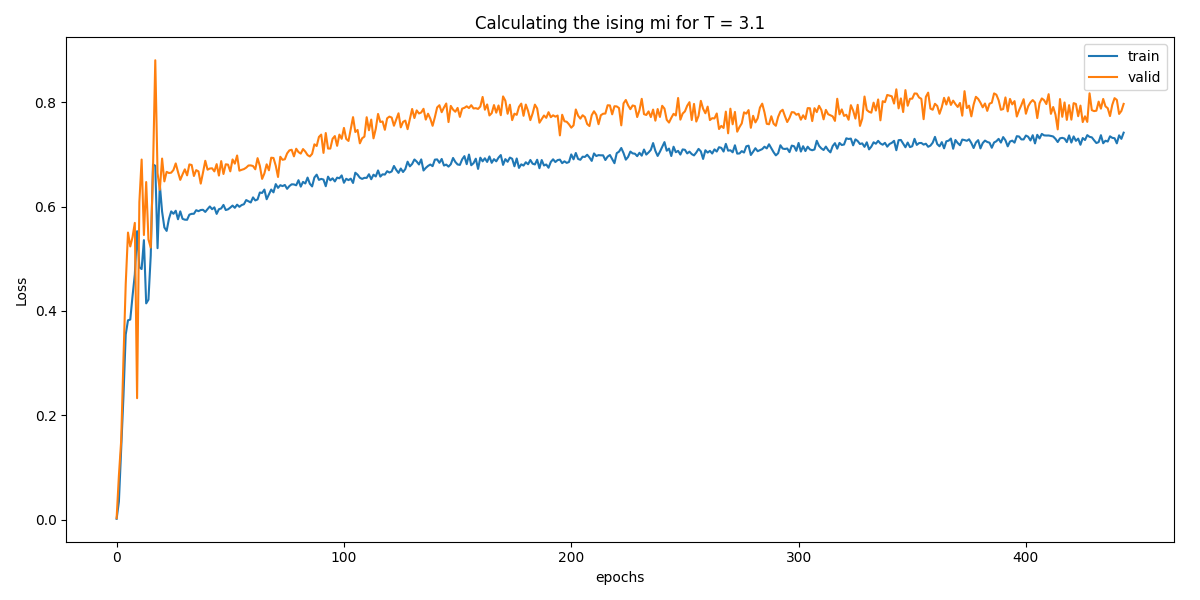 Calculating the ising mi for T = 3.1
train
valid
Loss
0.8
0.6
0.4
0.2
0.0
0
100
200
300
400
epochs